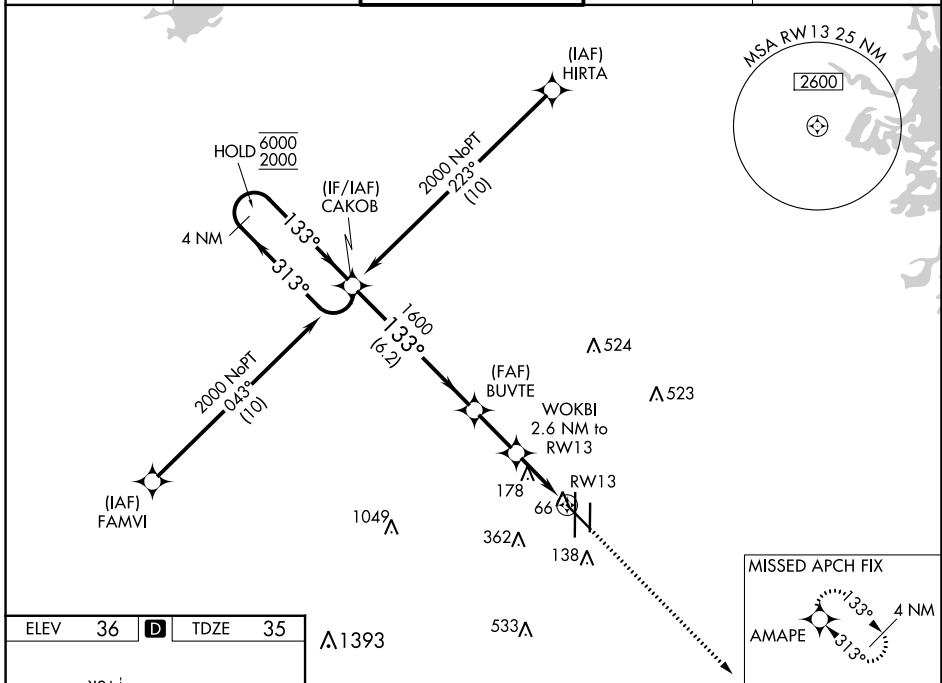 MSA RW13 25 NM
2600
(IAF)
HIRTA
2000 NoPT
223°
(10)
HOLD 6000
2000
(IF/IAF)
CAKOB
4 NM
133°
313°
1600
133°
(6.2)
524
523
(FAF)
BUVTE
WOKBI
2.6 NM to
RW13
2000 NoPT
043°
(10)
(IAF)
FAMVI
178
RW13
66
1049
362
138
533
1393
MISSED APCH FIX
133°
4 NM
AMAPE
313°
ELEV 36 D TDZE 35